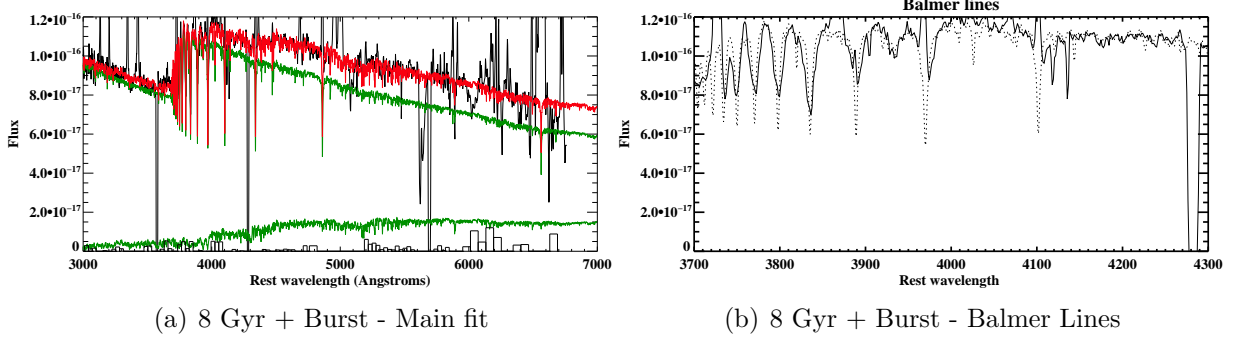 Balmer lines
1.2•10⁻¹⁶
1.0•10⁻¹⁶
8.0•10⁻¹⁷
6.0•10⁻¹⁷
4.0•10⁻¹⁷
2.0•10⁻¹⁷
0
Flux
3000 4000 5000 6000 7000
Rest wavelength (Angstroms)
1.2•10⁻¹⁶
1.0•10⁻¹⁶
8.0•10⁻¹⁷
6.0•10⁻¹⁷
4.0•10⁻¹⁷
2.0•10⁻¹⁷
0
Flux
3700 3800 3900 4000 4100 4200 4300
Rest wavelength
(a) 8 Gyr + Burst - Main fit
(b) 8 Gyr + Burst - Balmer Lines